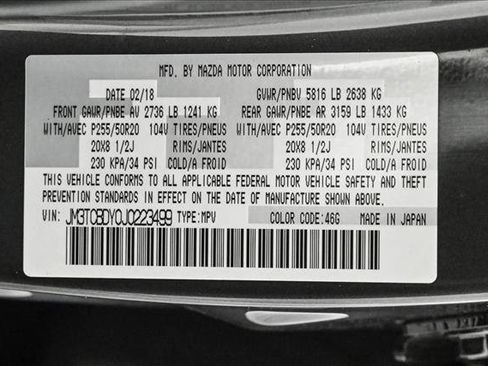 MFD. BY MAZDA MOTOR CORPORATION
DATE 02/18 GVWR/PNBV 5816 LB 2638 KG
FRONT GAWR/PNBE AV 2736 LB 1241 KG REAR GAWR/PNBE AR 3159 LB 1433 KG
WITH/AVEC P255/50R20 104V TIRES/PNEUS WITH/AVEC P255/50R20 104V TIRES/PNEUS
20X8 1/2J RIMS/JANTES 20X8 1/2J RIMS/JANTES
230 KPA/34 PSI COLD/A FROID 230 KPA/34 PSI COLD/A FROID
THIS VEHICLE CONFORMS TO ALL APPLICABLE FEDERAL MOTOR VEHICLE SAFETY AND THEFT
PREVENTION STANDARDS IN EFFECT ON THE DATE OF MANUFACTURE SHOWN ABOVE.
VIN: JM3TCBDY0J0223499 TYPE:MPV COLOR CODE:46G MADE IN JAPAN